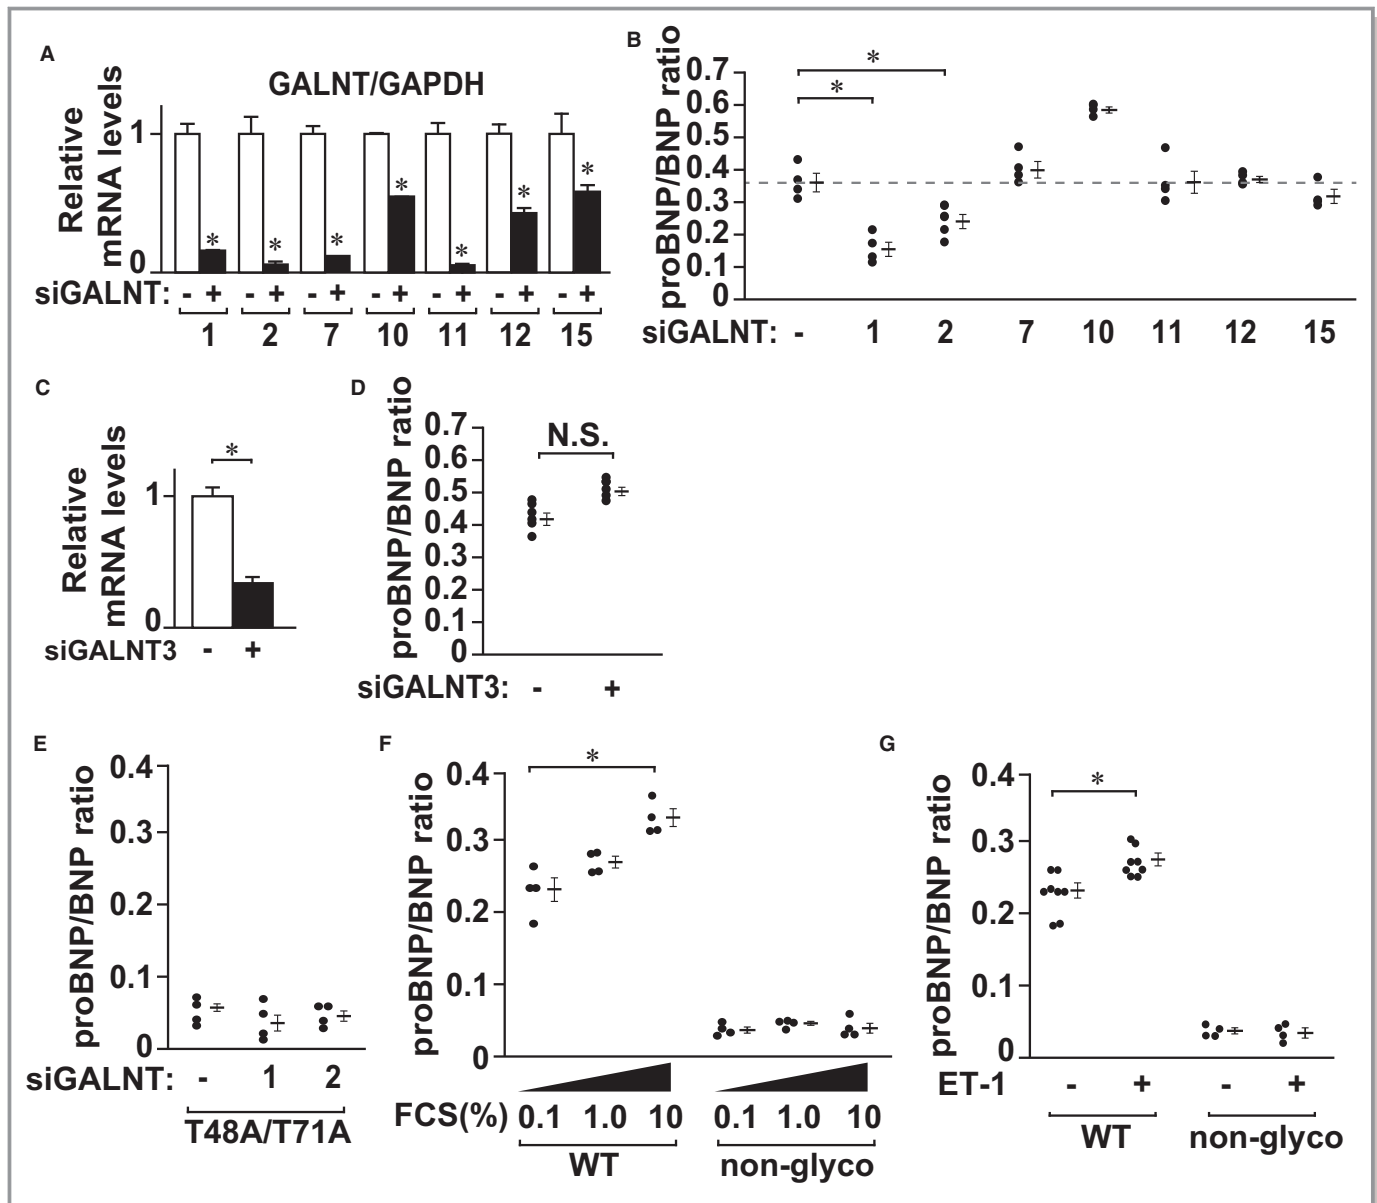 A
GALNT/GAPDH
Relative
mRNA levels
1
0
* * * * * * *
siGALNT: - + - + - + - + - + - + - +
1 2 7 10 11 12 15
B
proBNP/BNP ratio
0.7
0.6
0.5
0.4
0.3
0.2
0.1
0
*
*
siGALNT: - 1 2 7 10 11 12 15
C
Relative
mRNA levels
1
0
*
siGALNT3 - +
D
proBNP/BNP ratio
0.7
0.6
0.5
0.4
0.3
0.2
0.1
0
N.S.
siGALNT3: - +
E
proBNP/BNP ratio
0.4
0.3
0.2
0.1
0
siGALNT: - 1 2
T48A/T71A
F
proBNP/BNP ratio
0.4
0.3
0.2
0.1
0
*
FCS(%) 0.1 1.0 10 0.1 1.0 10
WT non-glyco
G
proBNP/BNP ratio
0.4
0.3
0.2
0.1
0
*
ET-1 - + - +
WT non-glyco